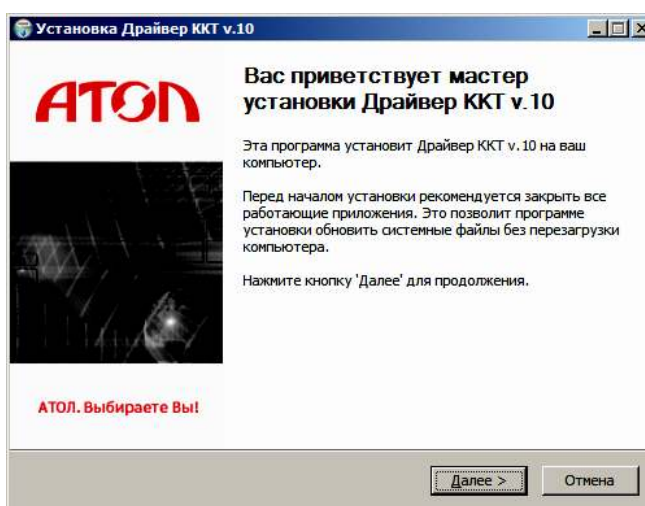 Установка Драйвер ККТ v.10
АТОЛ
Вас приветствует мастер
установки Драйвер ККТ v.10
Эта программа установит Драйвер ККТ v.10 на ваш
компьютер.
Перед началом установки рекомендуется закрыть все
работающие приложения. Это позволит программе
установки обновить системные файлы без перезагрузки
компьютера.
Нажмите кнопку 'Далее' для продолжения.
АТОЛ. Выбираете Вы!
Далее >
Отмена